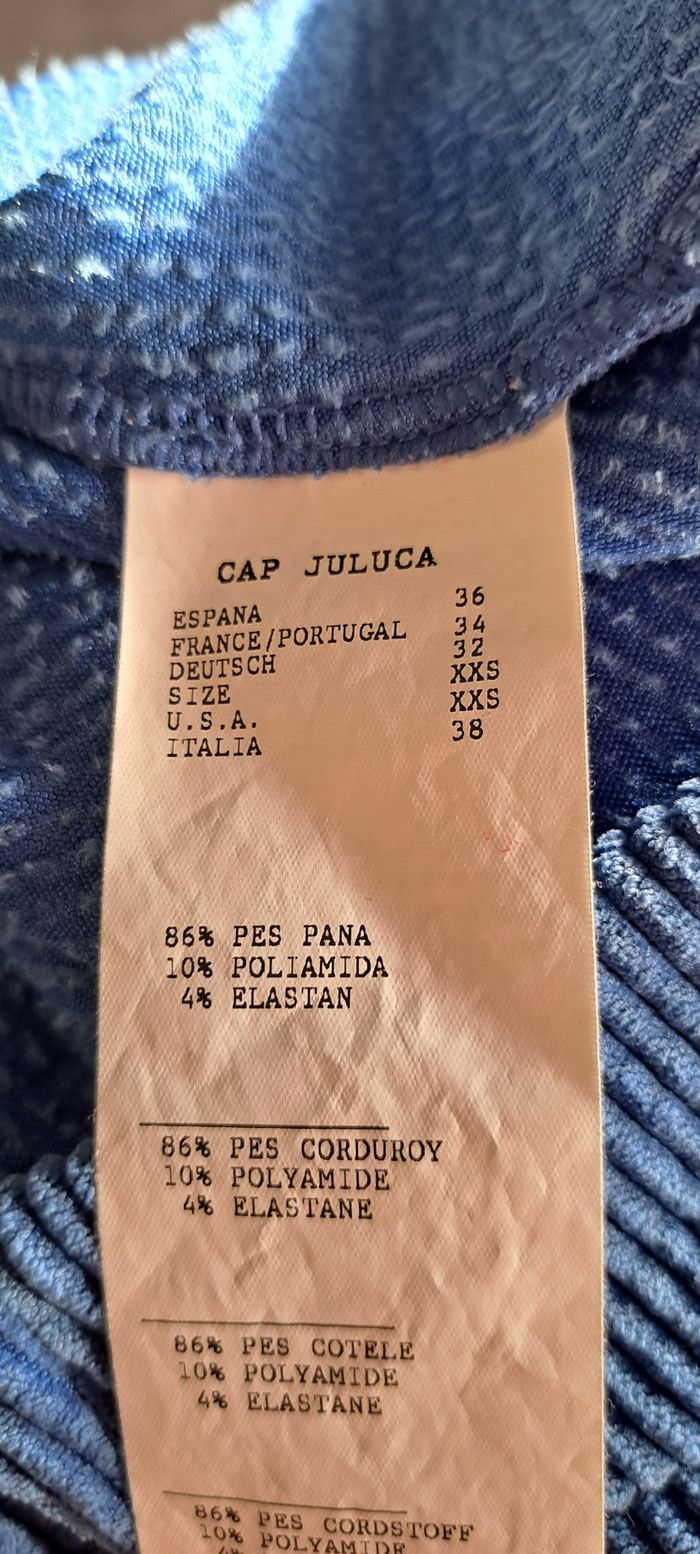 CAP JULUCA
ESPANA 36
FRANCE/PORTUGAL 34
DEUTSCH 32
SIZE XXS
U.S.A. XXS
ITALIA 38
86% PES PANA
10% POLIAMIDA
4% ELASTAN
86% PES CORDUROY
10% POLYAMIDE
4% ELASTANE
86% PES COTELE
10% POLYAMIDE
4% ELASTANE
86% PES CORDSTOFF
10% POLYAMIDE